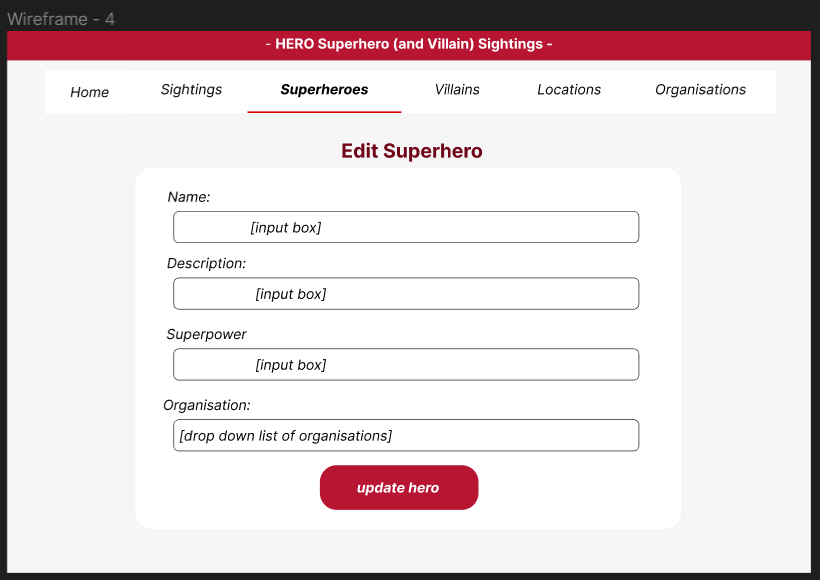 Wireframe - 4
- HERO Superhero (and Villain) Sightings -
Home Sightings Superheroes Villains Locations Organisations
Edit Superhero
Name:
[input box]
Description:
[input box]
Superpower
[input box]
Organisation:
[drop down list of organisations]
update hero